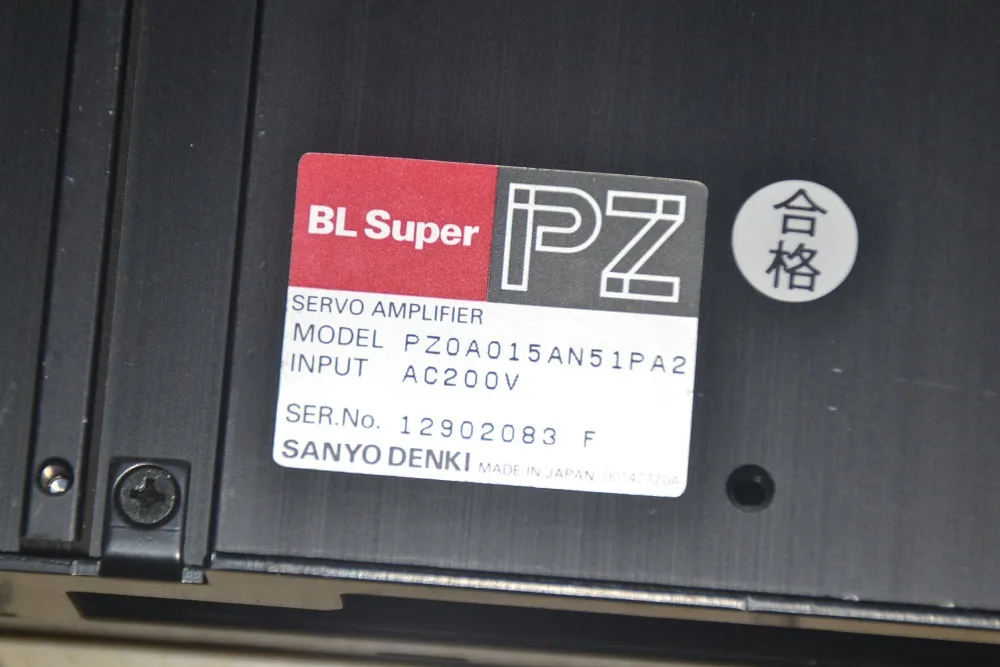 BL Super PZ
SERVO AMPLIFIER
MODEL PZ0A015AN51PA2
INPUT AC200V
SER.No. 12902083 F
SANYO DENKI MADE IN JAPAN
合
格